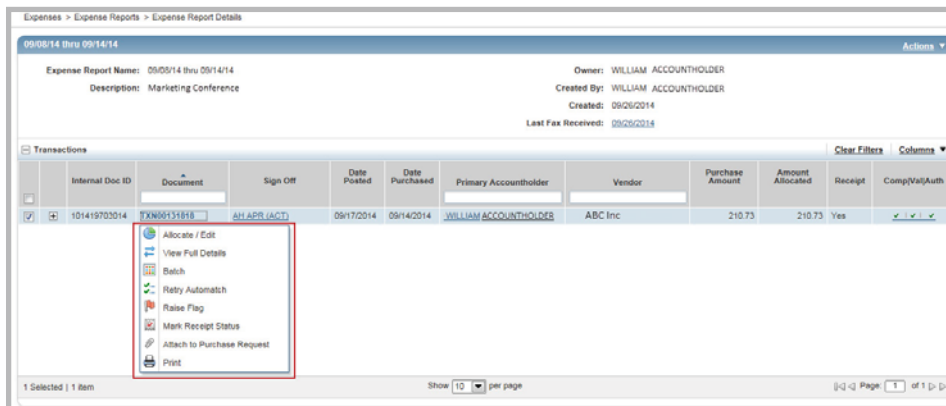 Expenses > Expense Reports > Expense Report Details
09/08/14 thru 09/14/14 Actions
Expense Report Name: 09/08/14 thru 09/14/14 Owner: WILLIAM ACCOUNTHOLDER
Description: Marketing Conference Created By: WILLIAM ACCOUNTHOLDER
Created: 09/26/2014
Last Fax Received: 09/26/2014
Transactions Clear Filters Columns
Internal Doc ID Document Sign Off Date Posted Date Purchased Primary Accountholder Vendor Purchase Amount Amount Allocated Receipt Comp|Val|Auth
101419703014 TXN00131818 AH APR (ACT) 09/17/2014 09/14/2014 WILLIAM ACCOUNTHOLDER ABC Inc 210.73 210.73 Yes
Allocate / Edit
View Full Details
Batch
Retry Automatch
Raise Flag
Mark Receipt Status
Attach to Purchase Request
Print
1 Selected | 1 item Show 10 per page Page: 1 of 1